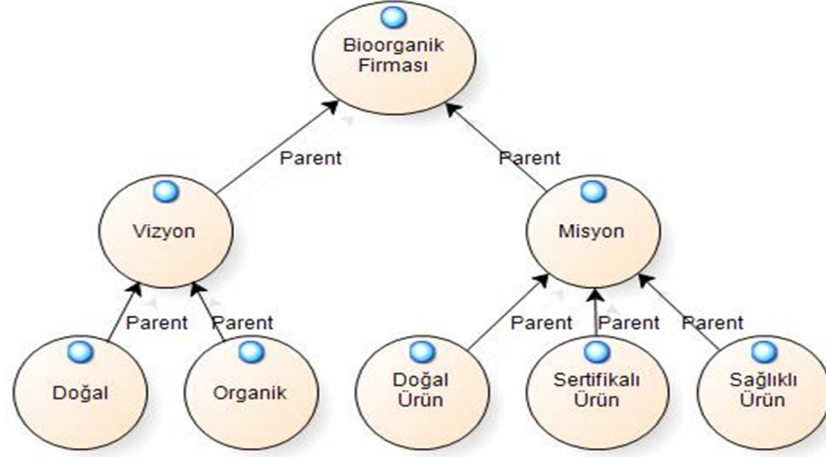 Bioorganik
Firması
Parent
Parent
Vizyon
Misyon
Parent
Parent
Parent
Parent
Parent
Doğal
Organik
Doğal
Ürün
Sertifikalı
Ürün
Sağlıklı
Ürün